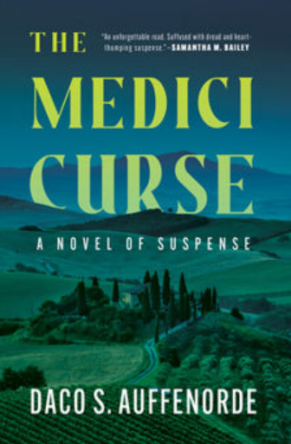 THE
"An unforgettable read. Suffused with dread and heart-
thumping suspense."—SAMANTHA M. BAILEY
MEDICI
CURSE
A NOVEL OF SUSPENSE
DACO S. AUFFENORDE